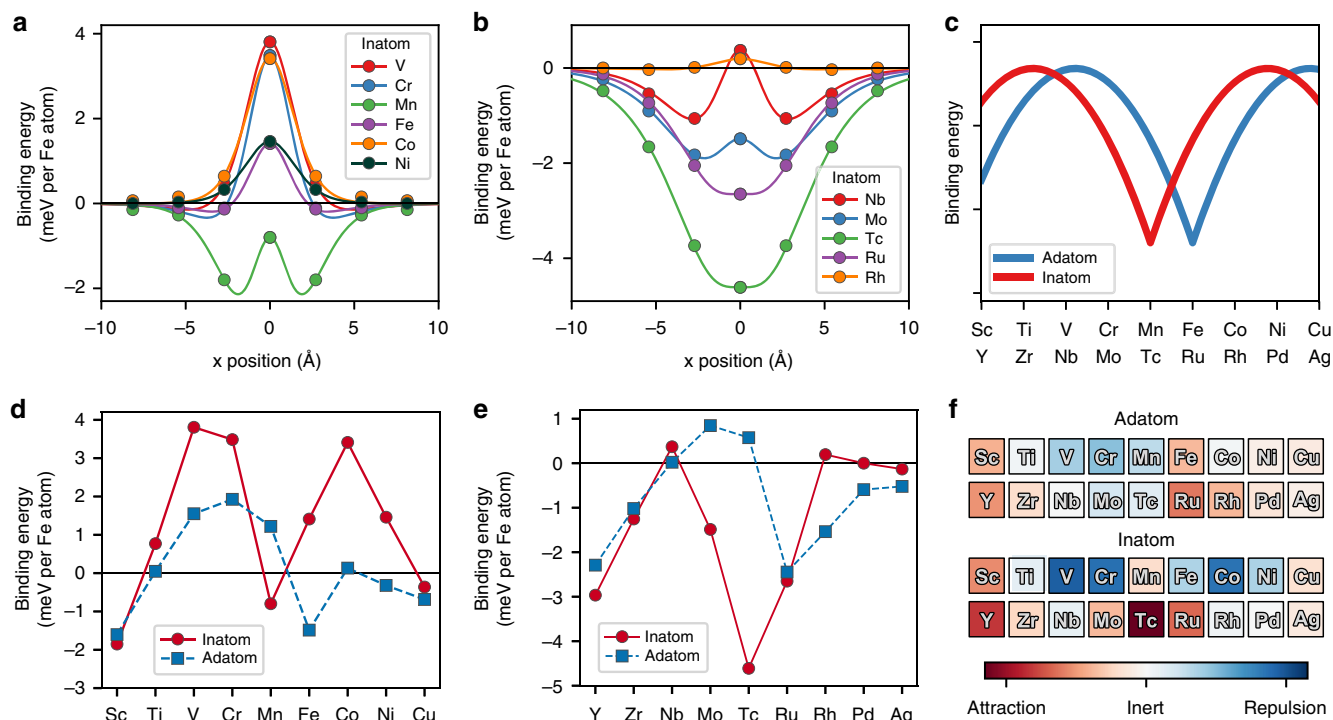 a
Binding energy
(meV per Fe atom)
4
2
0
−2
−10
−5
0
5
10
x position (Å)
Inatom
V
Cr
Mn
Fe
Co
Ni
b
Binding energy
(meV per Fe atom)
0
−2
−4
−10
−5
0
5
10
x position (Å)
Inatom
Nb
Mo
Tc
Ru
Rh
c
Binding energy
Adatom
Inatom
Sc Ti V Cr Mn Fe Co Ni Cu
Y Zr Nb Mo Tc Ru Rh Pd Ag
d
Binding energy
(meV per Fe atom)
4
3
2
1
0
−1
−2
−3
Inatom
Adatom
Sc Ti V Cr Mn Fe Co Ni Cu
e
Binding energy
(meV per Fe atom)
1
0
−1
−2
−3
−4
−5
Inatom
Adatom
Y Zr Nb Mo Tc Ru Rh Pd Ag
f
Adatom
Sc Ti V Cr Mn Fe Co Ni Cu
Y Zr Nb Mo Tc Ru Rh Pd Ag
Inatom
Sc Ti V Cr Mn Fe Co Ni Cu
Y Zr Nb Mo Tc Ru Rh Pd Ag
Attraction Inert Repulsion